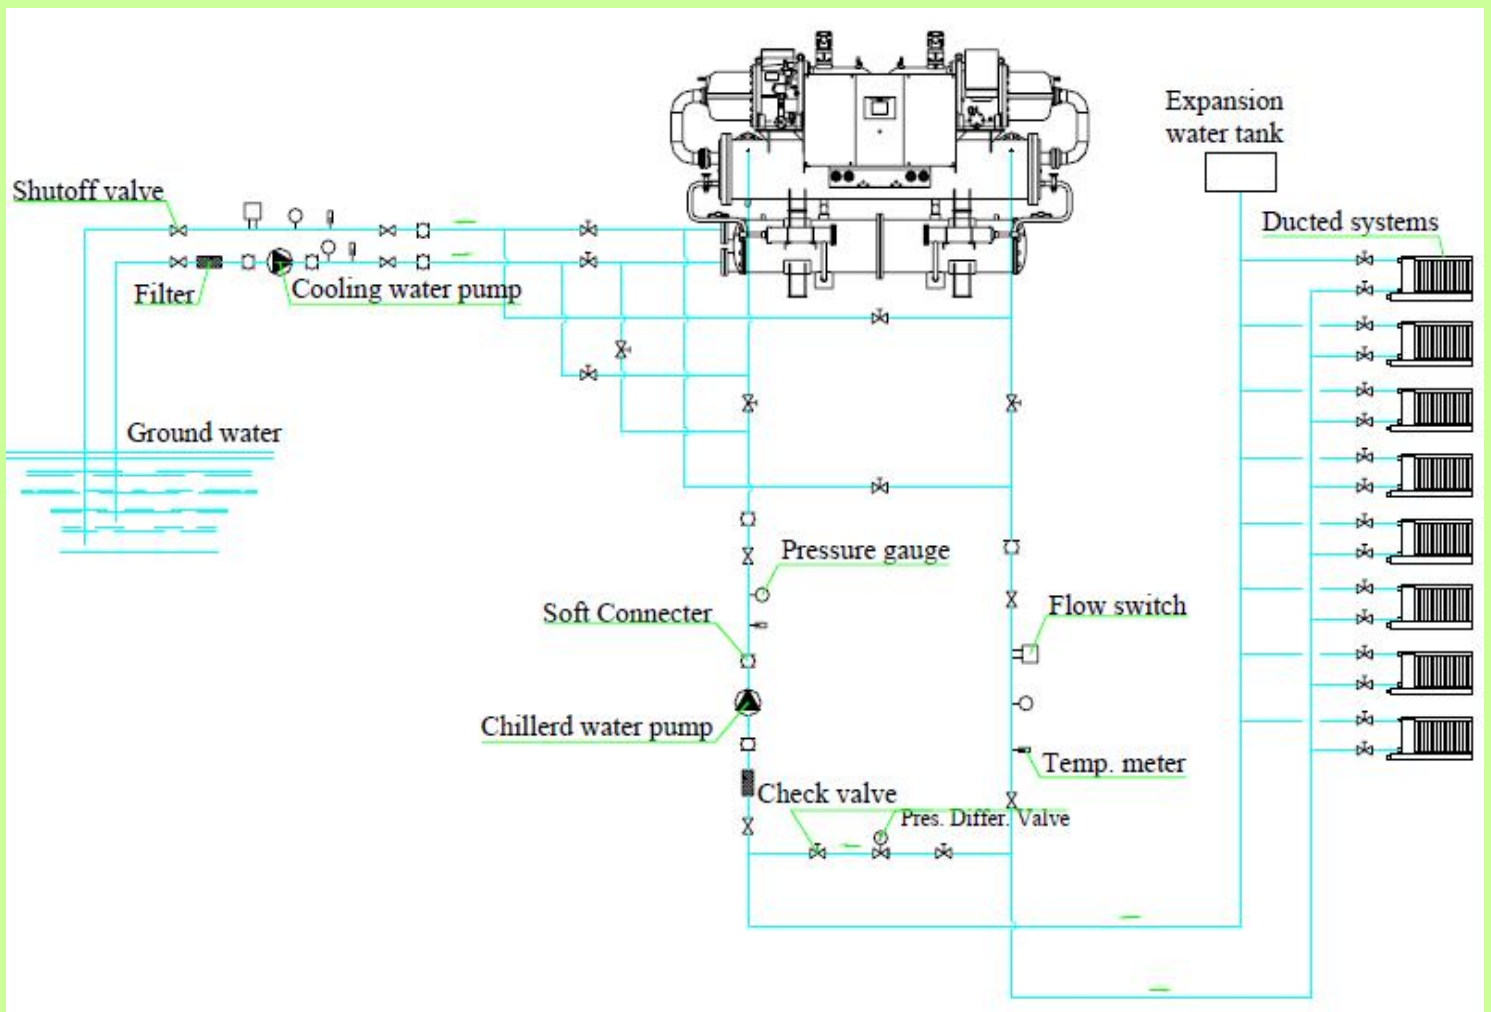 Expansion
water tank
Shutoff valve
Ducted systems
Filter
Cooling water pump
Ground water
Pressure gauge
Soft Connecter
Flow switch
Chillerd water pump
Temp. meter
Check valve
Pres. Differ. Valve